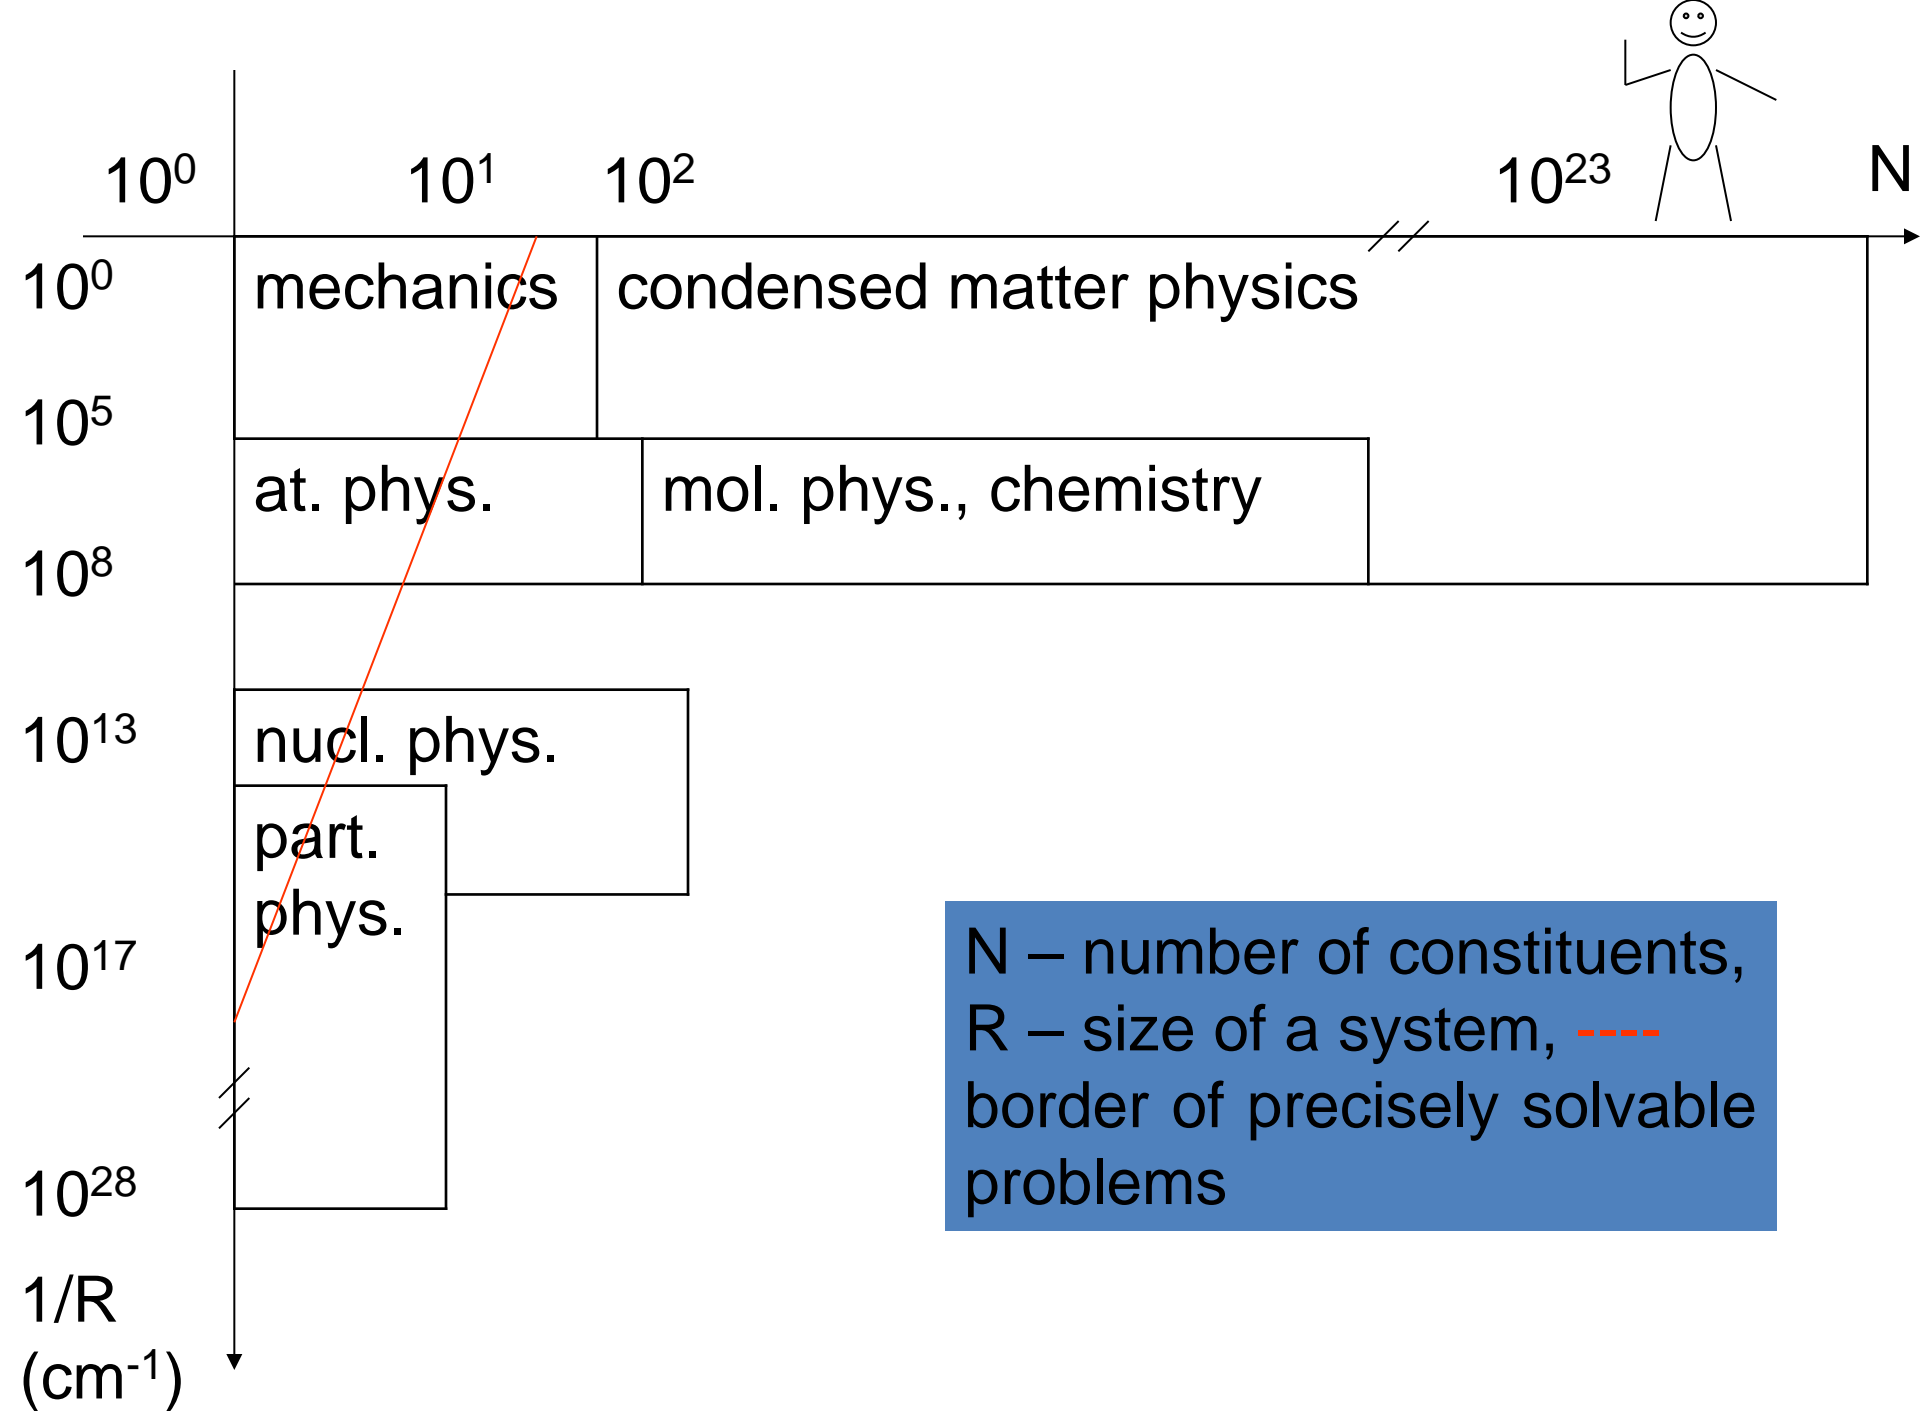 10⁰ 10¹ 10² 10²³ N
10⁰ mechanics condensed matter physics
10⁵
at. phys. mol. phys., chemistry
10⁸
10¹³ nucl. phys.
part.
phys.
10¹⁷
10²⁸
1/R
(cm⁻¹)
N – number of constituents,
R – size of a system, ----
border of precisely solvable
problems